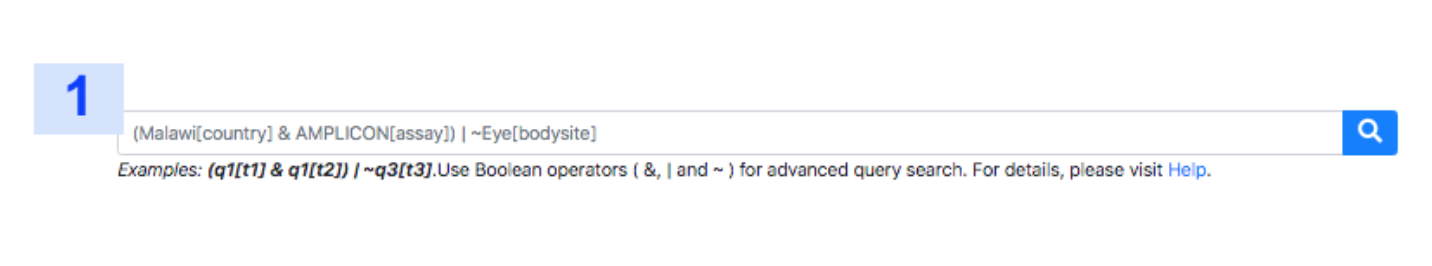 1
(Malawi[country] & AMPLICON[assay]) | ~Eye[bodysite]
Examples: (q1[t1] & q1[t2]) | ~q3[t3].Use Boolean operators ( &, | and ~ ) for advanced query search. For details, please visit Help.